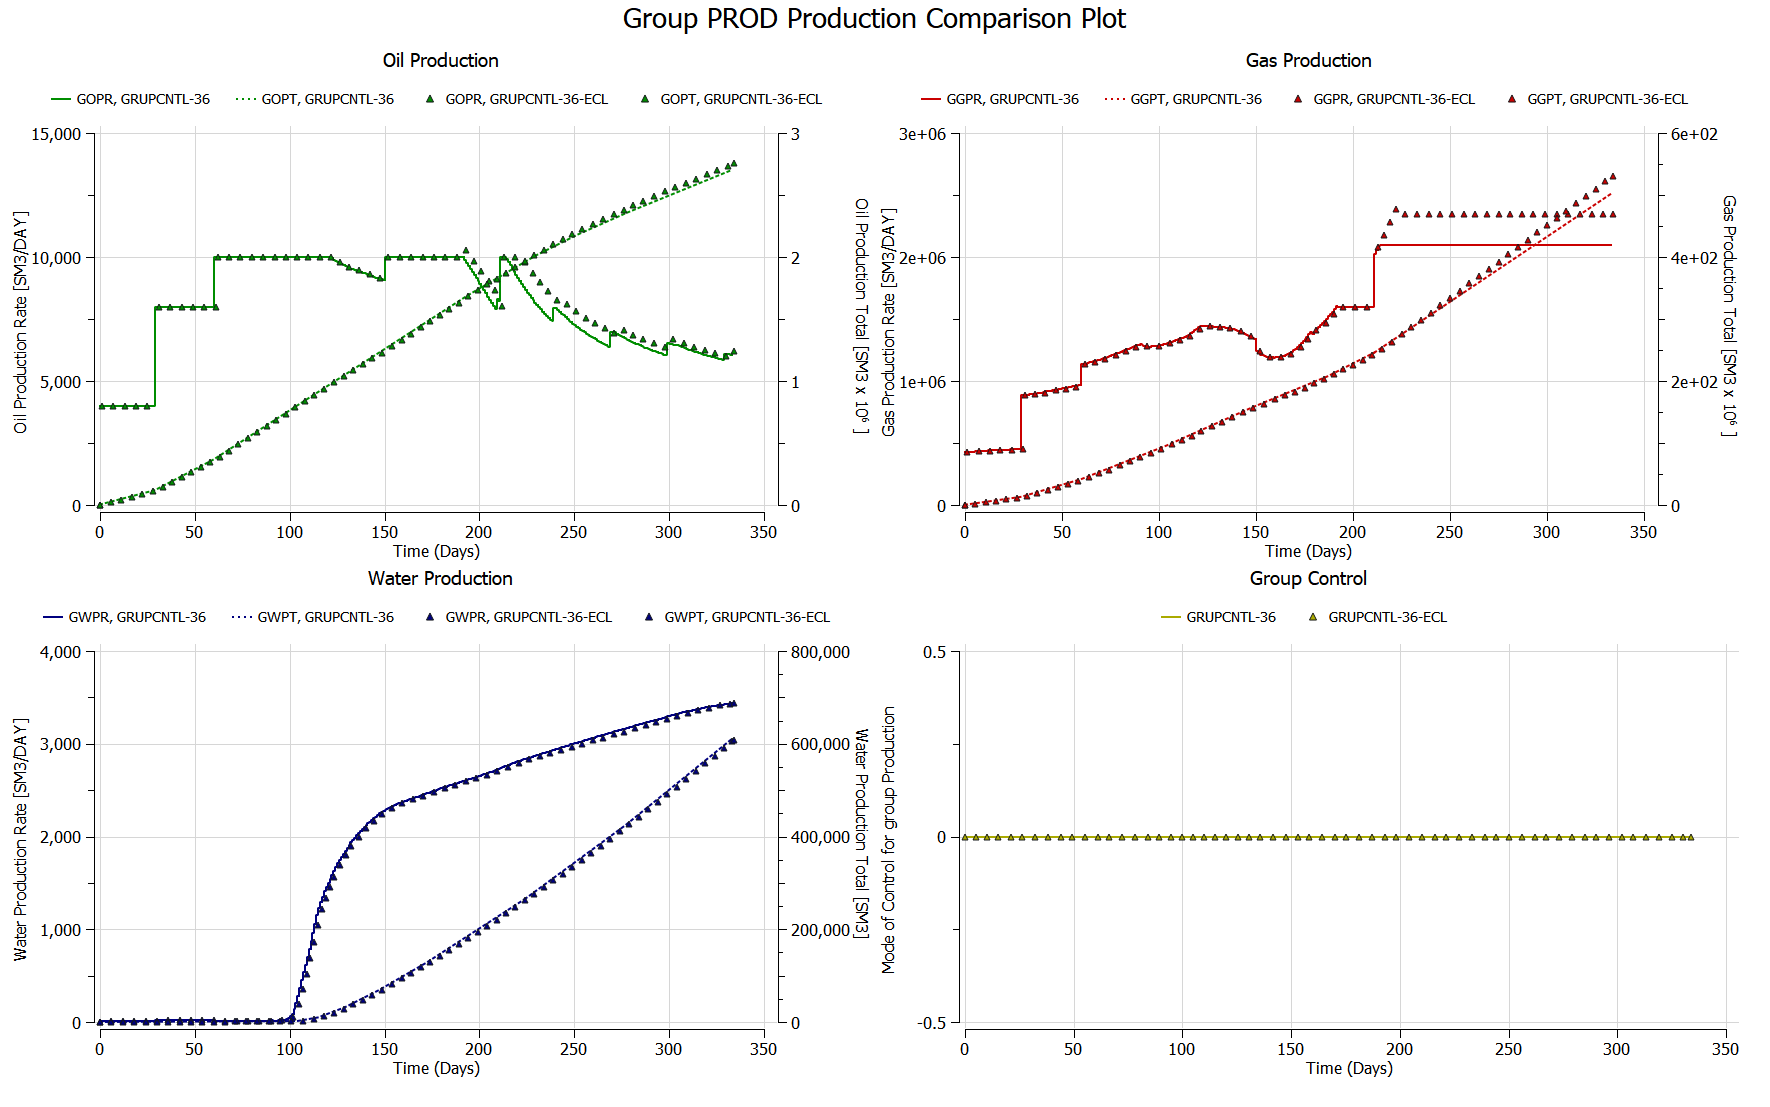 Group PROD Production Comparison Plot
Oil Production
GOPR, GRUPCNTL-36 GOPT, GRUPCNTL-36 GOPR, GRUPCNTL-36-ECL GOPT, GRUPCNTL-36-ECL
15,000
10,000
5,000
0
Oil Production Rate [SM3/DAY]
3
2
1
0
Oil Production Total [SM3 x 10⁶ ]
0 50 100 150 200 250 300 350
Time (Days)
Gas Production
GGPR, GRUPCNTL-36 GGPT, GRUPCNTL-36 GGPR, GRUPCNTL-36-ECL GGPT, GRUPCNTL-36-ECL
3e+06
2e+06
1e+06
0
Gas Production Rate [SM3/DAY]
6e+02
4e+02
2e+02
0
Gas Production Total [SM3 x 10⁶ ]
0 50 100 150 200 250 300 350
Time (Days)
Water Production
GWPR, GRUPCNTL-36 GWPT, GRUPCNTL-36 GWPR, GRUPCNTL-36-ECL GWPT, GRUPCNTL-36-ECL
4,000
3,000
2,000
1,000
0
Water Production Rate [SM3/DAY]
800,000
600,000
400,000
200,000
0
Water Production Total [SM3]
0 50 100 150 200 250 300 350
Time (Days)
Group Control
GRUPCNTL-36 GRUPCNTL-36-ECL
0.5
0
-0.5
Mode of Control for group Production
0 50 100 150 200 250 300 350
Time (Days)